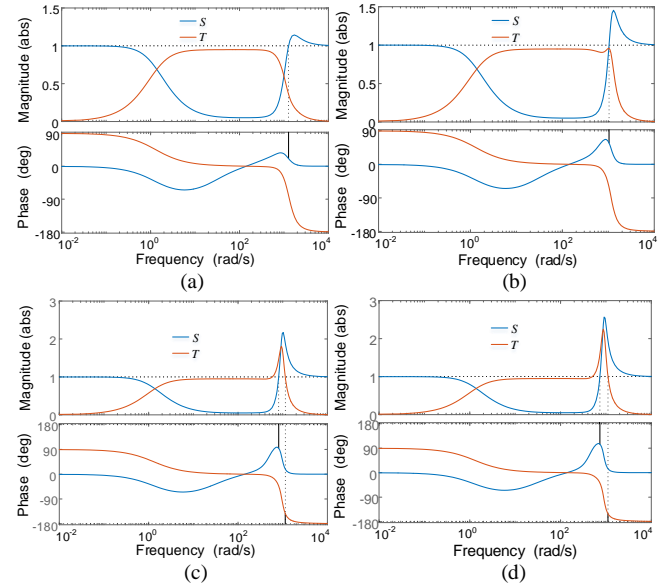 1.5
1
0.5
0
Magnitude (abs)
S
T
90
0
-90
-180
Phase (deg)
10^-2
10^0
10^2
10^4
Frequency (rad/s)
(a)
1.5
1
0.5
0
Magnitude (abs)
S
T
90
0
-90
-180
Phase (deg)
10^-2
10^0
10^2
10^4
Frequency (rad/s)
(b)
3
2
1
0
Magnitude (abs)
S
T
180
90
0
-90
-180
Phase (deg)
10^-2
10^0
10^2
10^4
Frequency (rad/s)
(c)
3
2
1
0
Magnitude (abs)
S
T
180
90
0
-90
-180
Phase (deg)
10^-2
10^0
10^2
10^4
Frequency (rad/s)
(d)